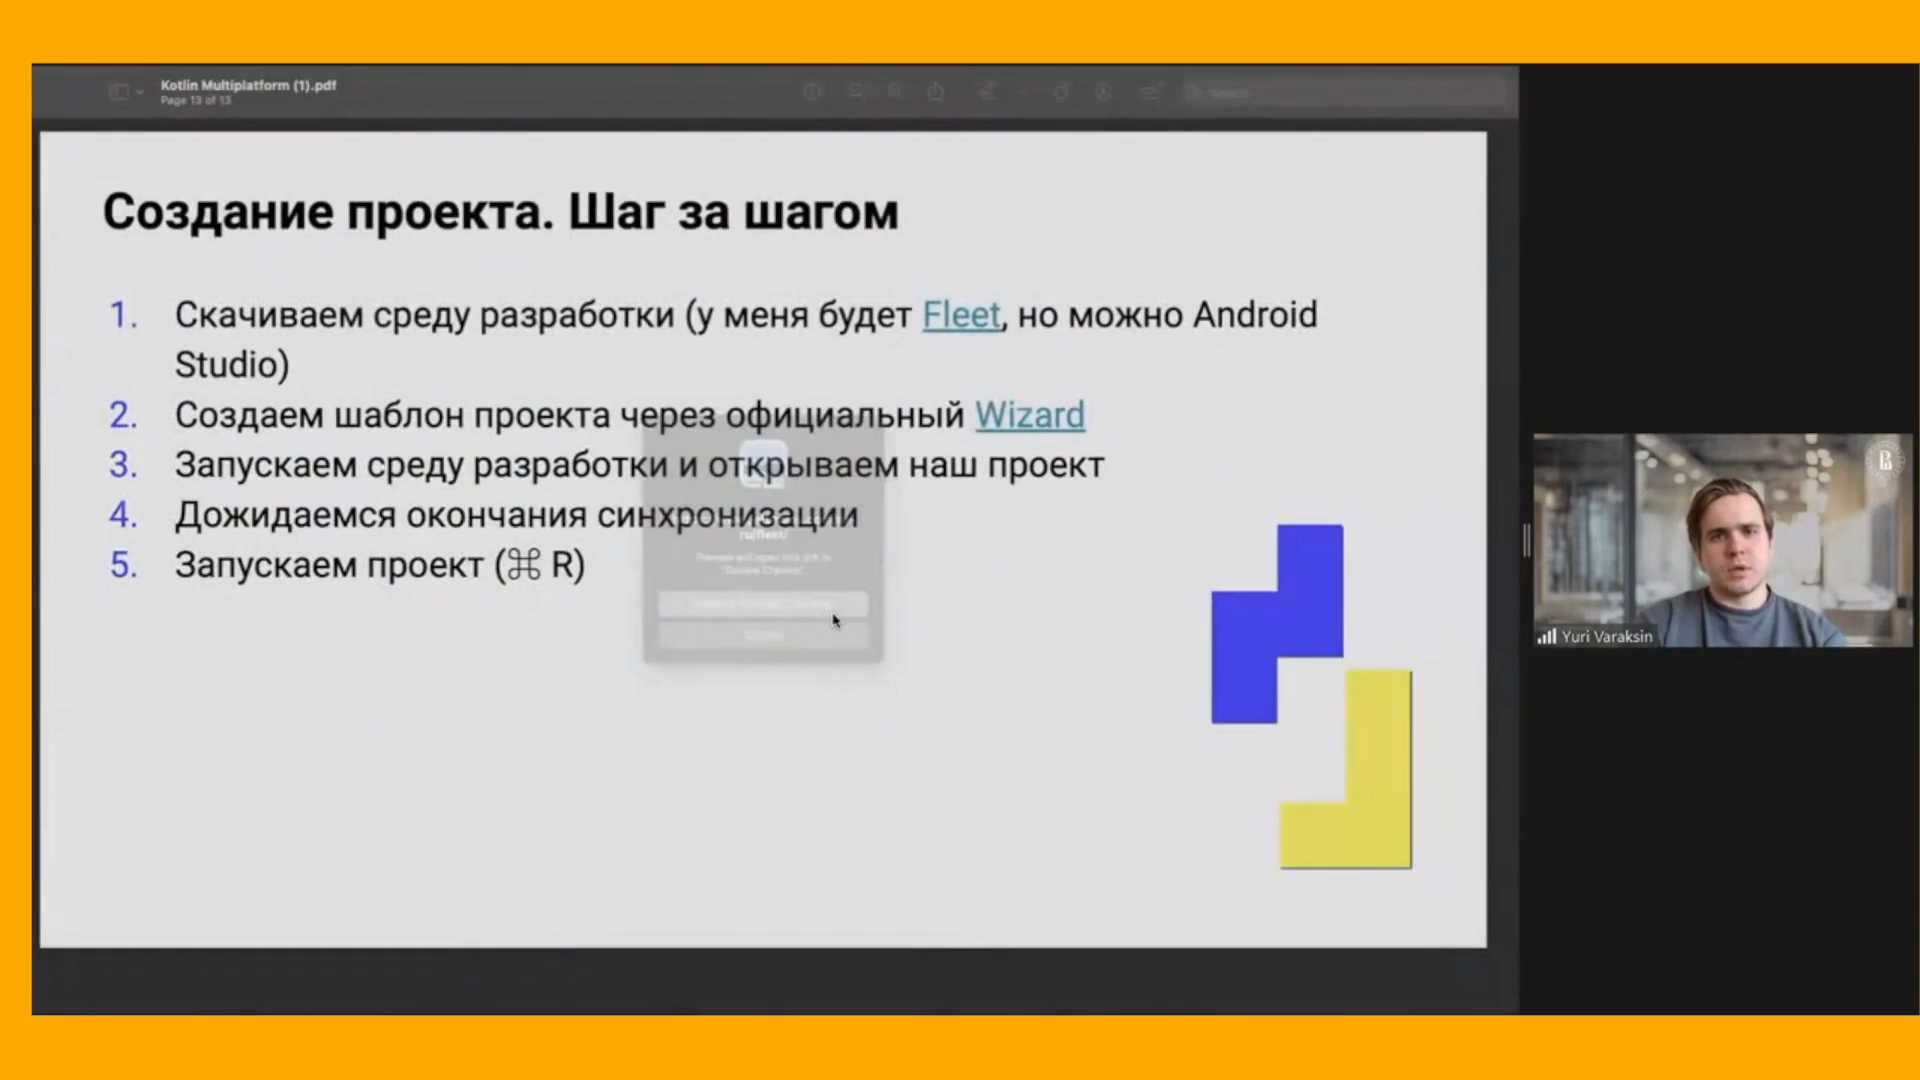 Kotlin Multiplatform (1).pdf
Page 13 of 13
Создание проекта. Шаг за шагом
1. Скачиваем среду разработки (у меня будет Fleet, но можно Android
Studio)
2. Создаем шаблон проекта через официальный Wizard
3. Запускаем среду разработки и открываем наш проект
4. Дожидаемся окончания синхронизации
5. Запускаем проект (⌘ R)
ru/fleet/
Yuri Varaksin